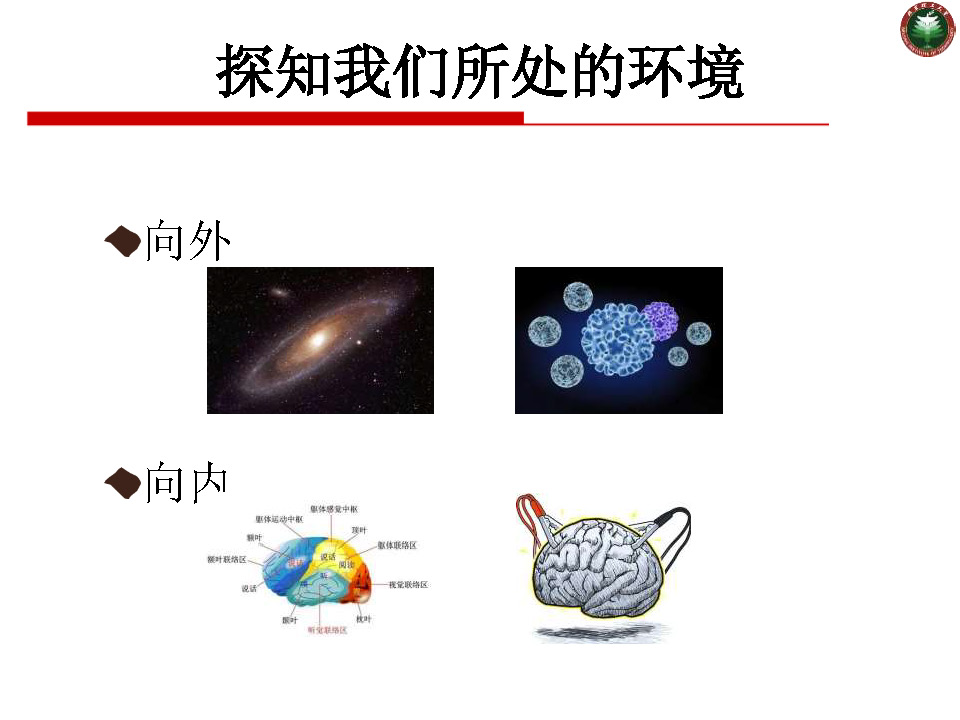 探知我们所处的环境
向外
向内
躯体感觉中枢
躯体运动中枢
顶叶
额叶
躯体联络区
额叶联络区
说话
阅读
视觉联络区
说话
颞叶
枕叶
听觉联络区